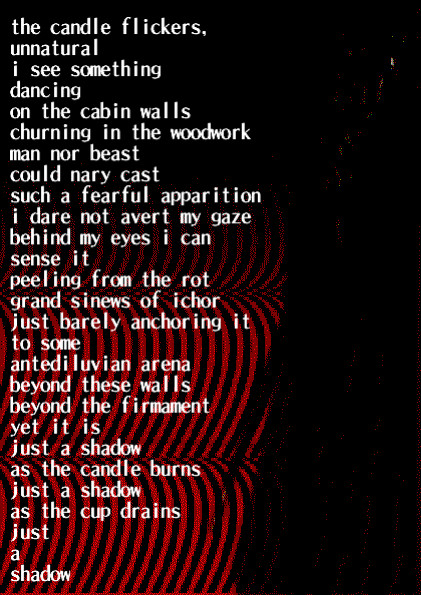 the candle flickers,
unnatural
i see something
dancing
on the cabin walls
churning in the woodwork
man nor beast
could nary cast
such a fearful apparition
i dare not avert my gaze
behind my eyes i can
sense it
peeling from the rot
grand sinews of ichor
just barely anchoring it
to some
antediluvian arena
beyond these walls
beyond the firmament
yet it is
just a shadow
as the candle burns
just a shadow
as the cup drains
just
a
shadow